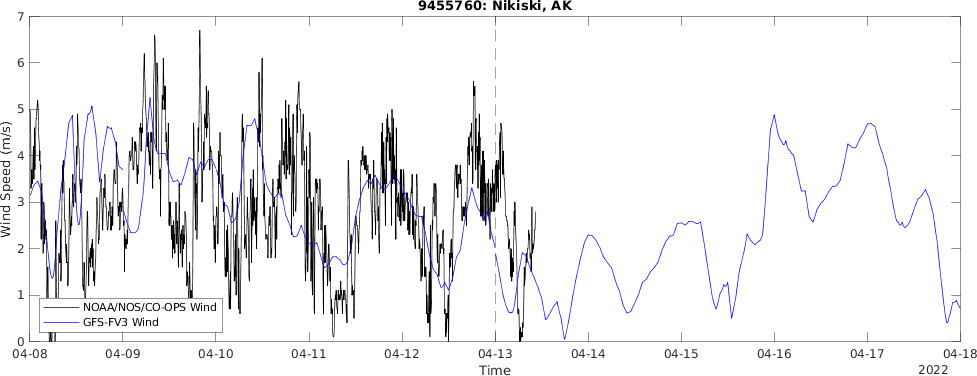 9455760: Nikiski, AK
Wind Speed (m/s)
7
6
5
4
3
2
1
0
NOAA/NOS/CO-OPS Wind
GFS-FV3 Wind
04-08 04-09 04-10 04-11 04-12 04-13 04-14 04-15 04-16 04-17 04-18
Time
2022